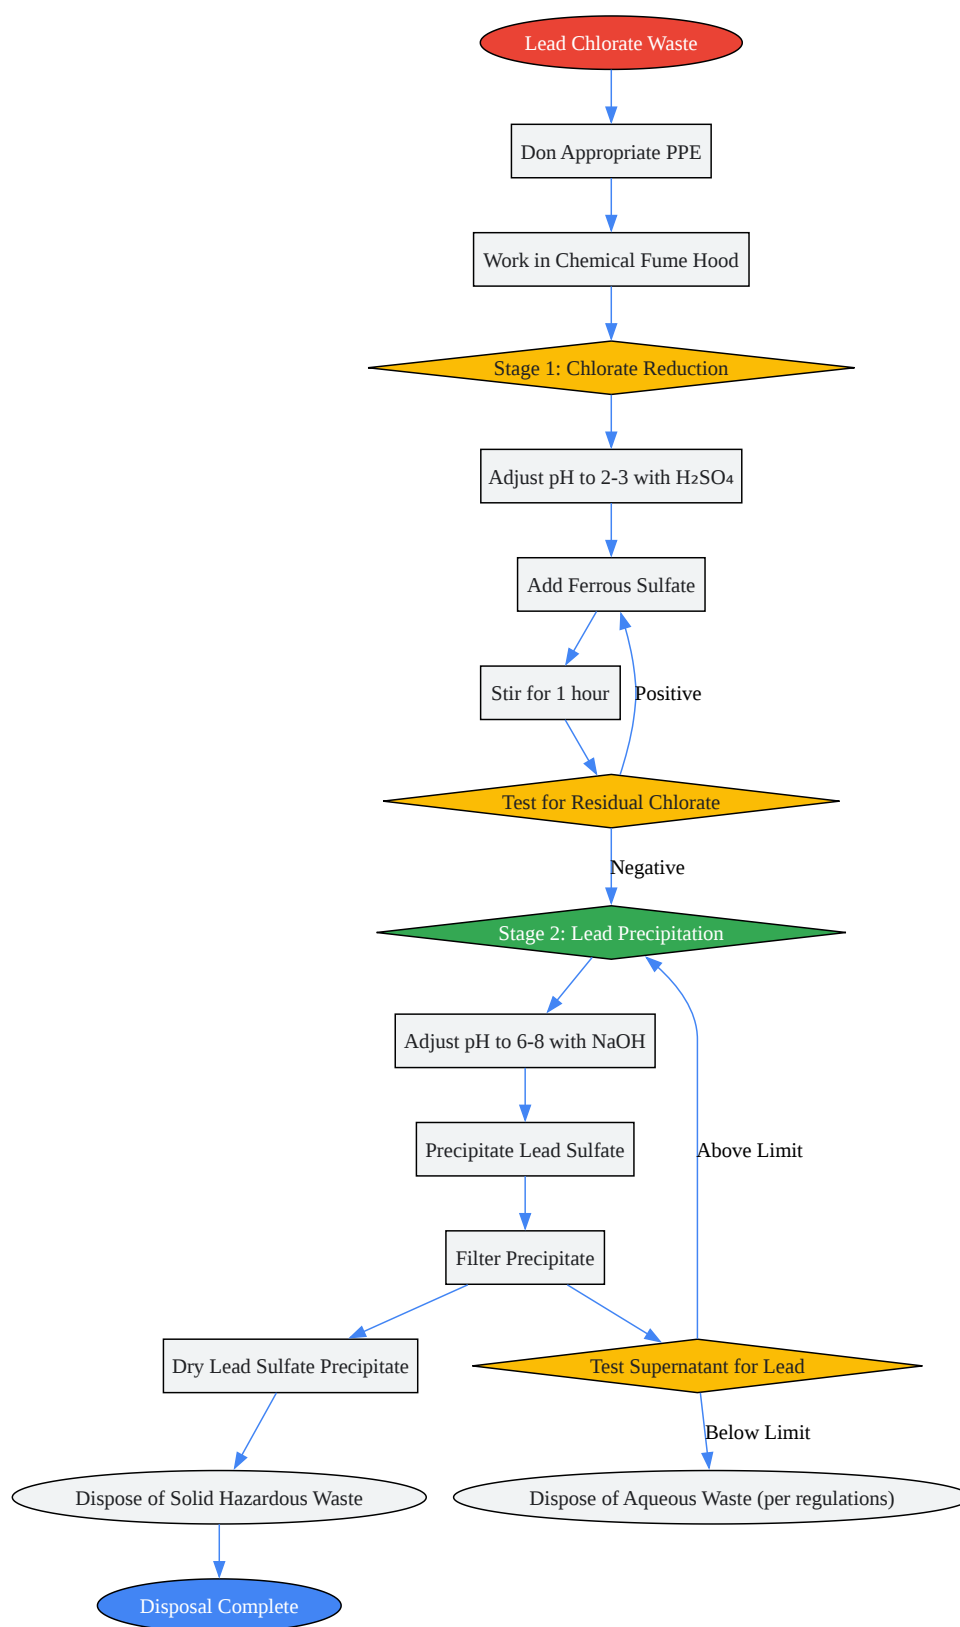 Lead Chlorate Waste
Don Appropriate PPE
Work in Chemical Fume Hood
Stage 1: Chlorate Reduction
Adjust pH to 2-3 with H₂SO₄
Add Ferrous Sulfate
Stir for 1 hour
Positive
Test for Residual Chlorate
Negative
Stage 2: Lead Precipitation
Adjust pH to 6-8 with NaOH
Precipitate Lead Sulfate
Above Limit
Filter Precipitate
Dry Lead Sulfate Precipitate
Test Supernatant for Lead
Below Limit
Dispose of Solid Hazardous Waste
Dispose of Aqueous Waste (per regulations)
Disposal Complete